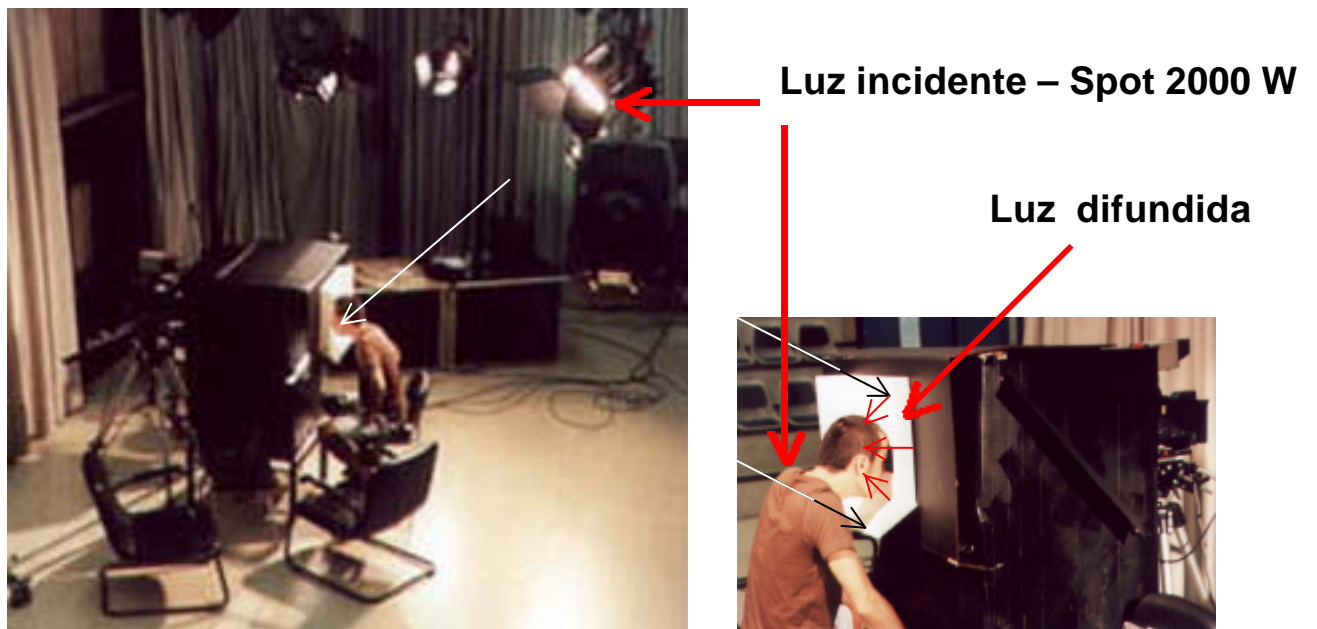 Luz incidente – Spot 2000 W
Luz difundida